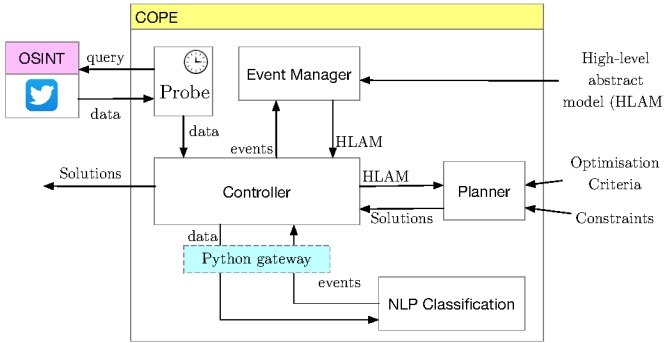 COPE
OSINT
query
data
Probe
data
Event Manager
High-level
abstract
model (HLAM
events
HLAM
Solutions
Controller
HLAM
Solutions
Planner
Optimisation
Criteria
Constraints
data
Python gateway
events
NLP Classification